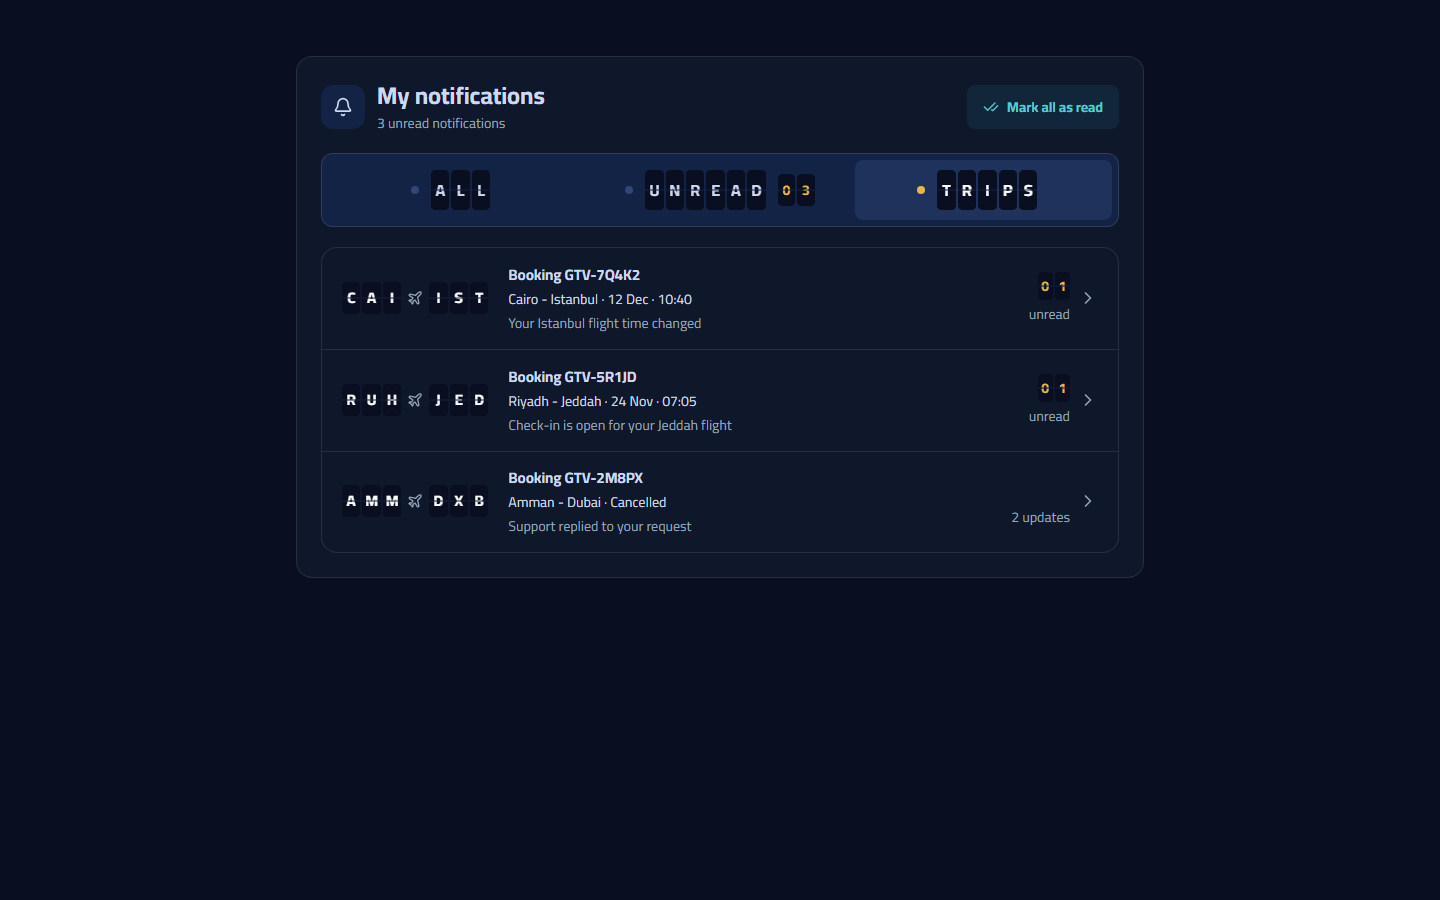 My notifications
3 unread notifications
Mark all as read
ALL
UNREAD 03
TRIPS
CAI IST
Booking GTV-7Q4K2
Cairo - Istanbul · 12 Dec · 10:40
Your Istanbul flight time changed
01
unread
RUH JED
Booking GTV-5R1JD
Riyadh - Jeddah · 24 Nov · 07:05
Check-in is open for your Jeddah flight
01
unread
AMM DXB
Booking GTV-2M8PX
Amman - Dubai · Cancelled
Support replied to your request
2 updates